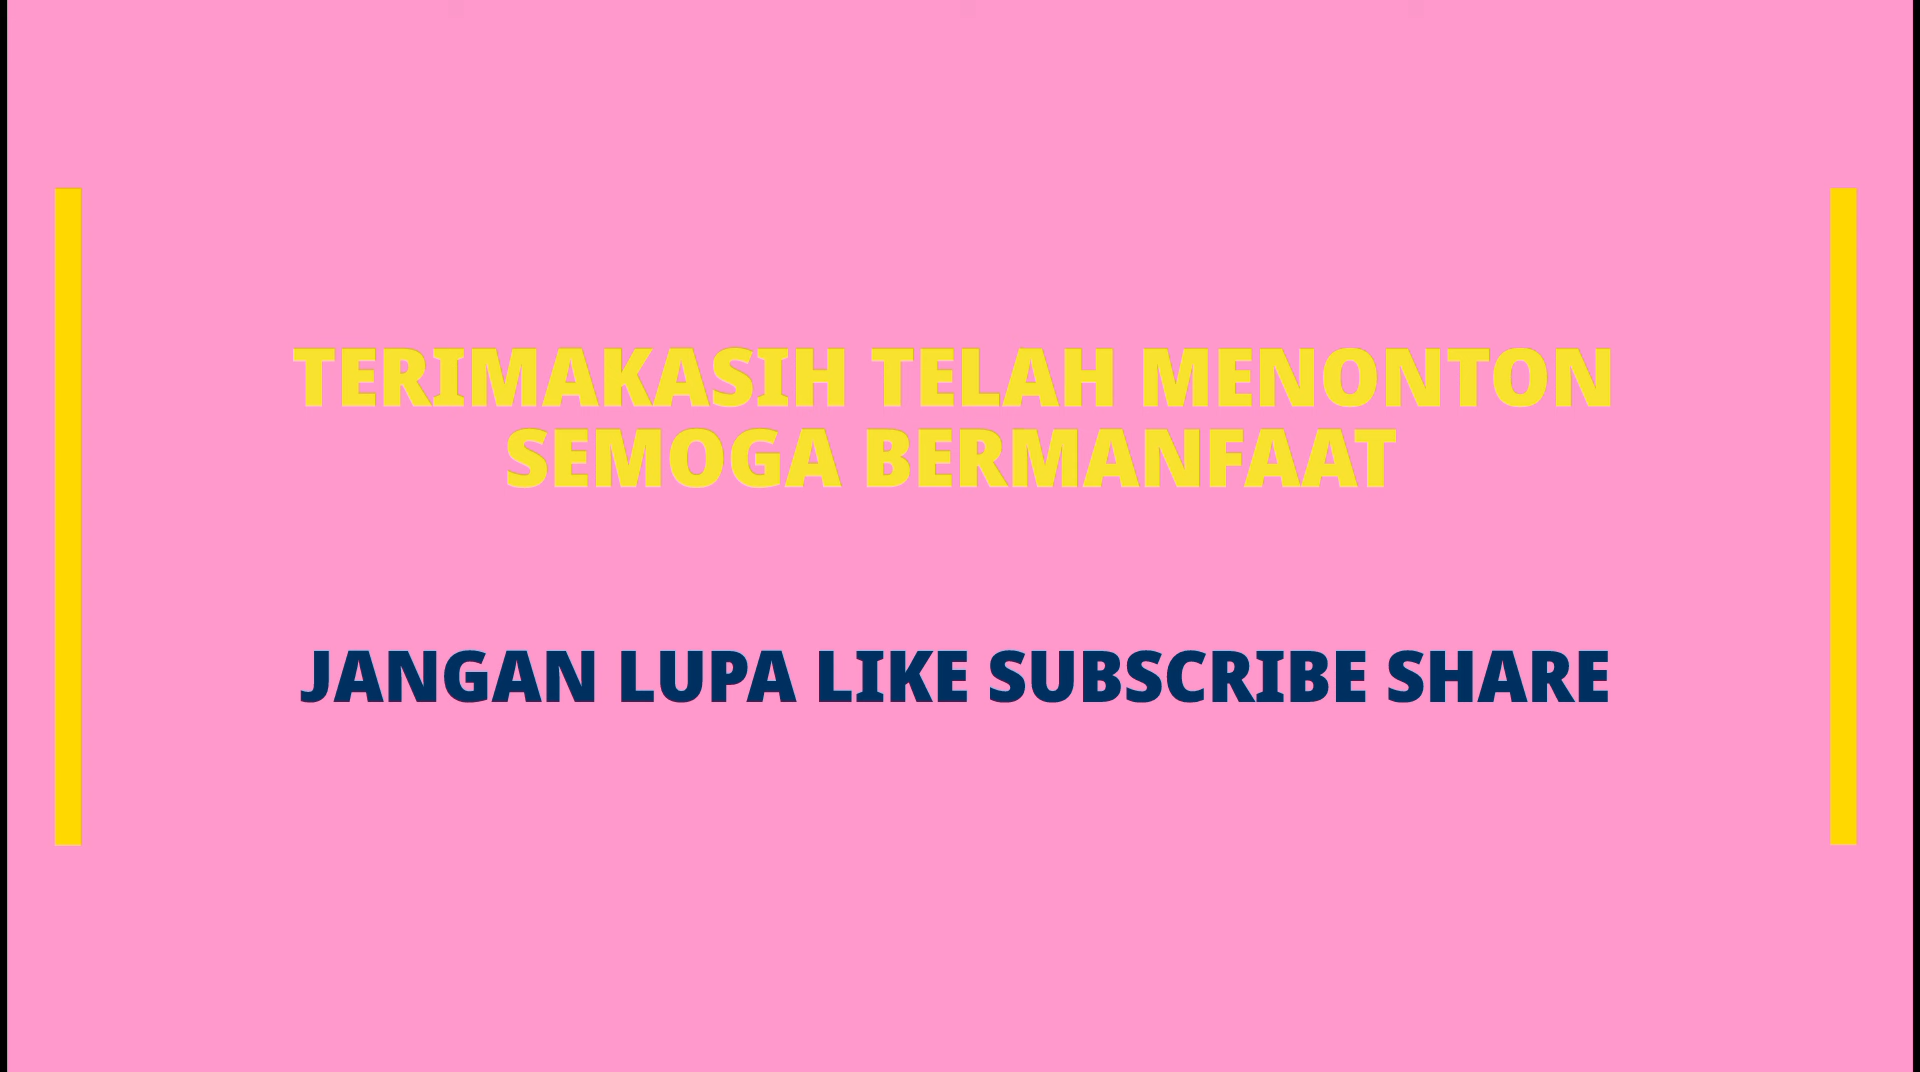 TERIMAKASIH TELAH MENONTON
SEMOGA BERMANFAAT
JANGAN LUPA LIKE SUBSCRIBE SHARE